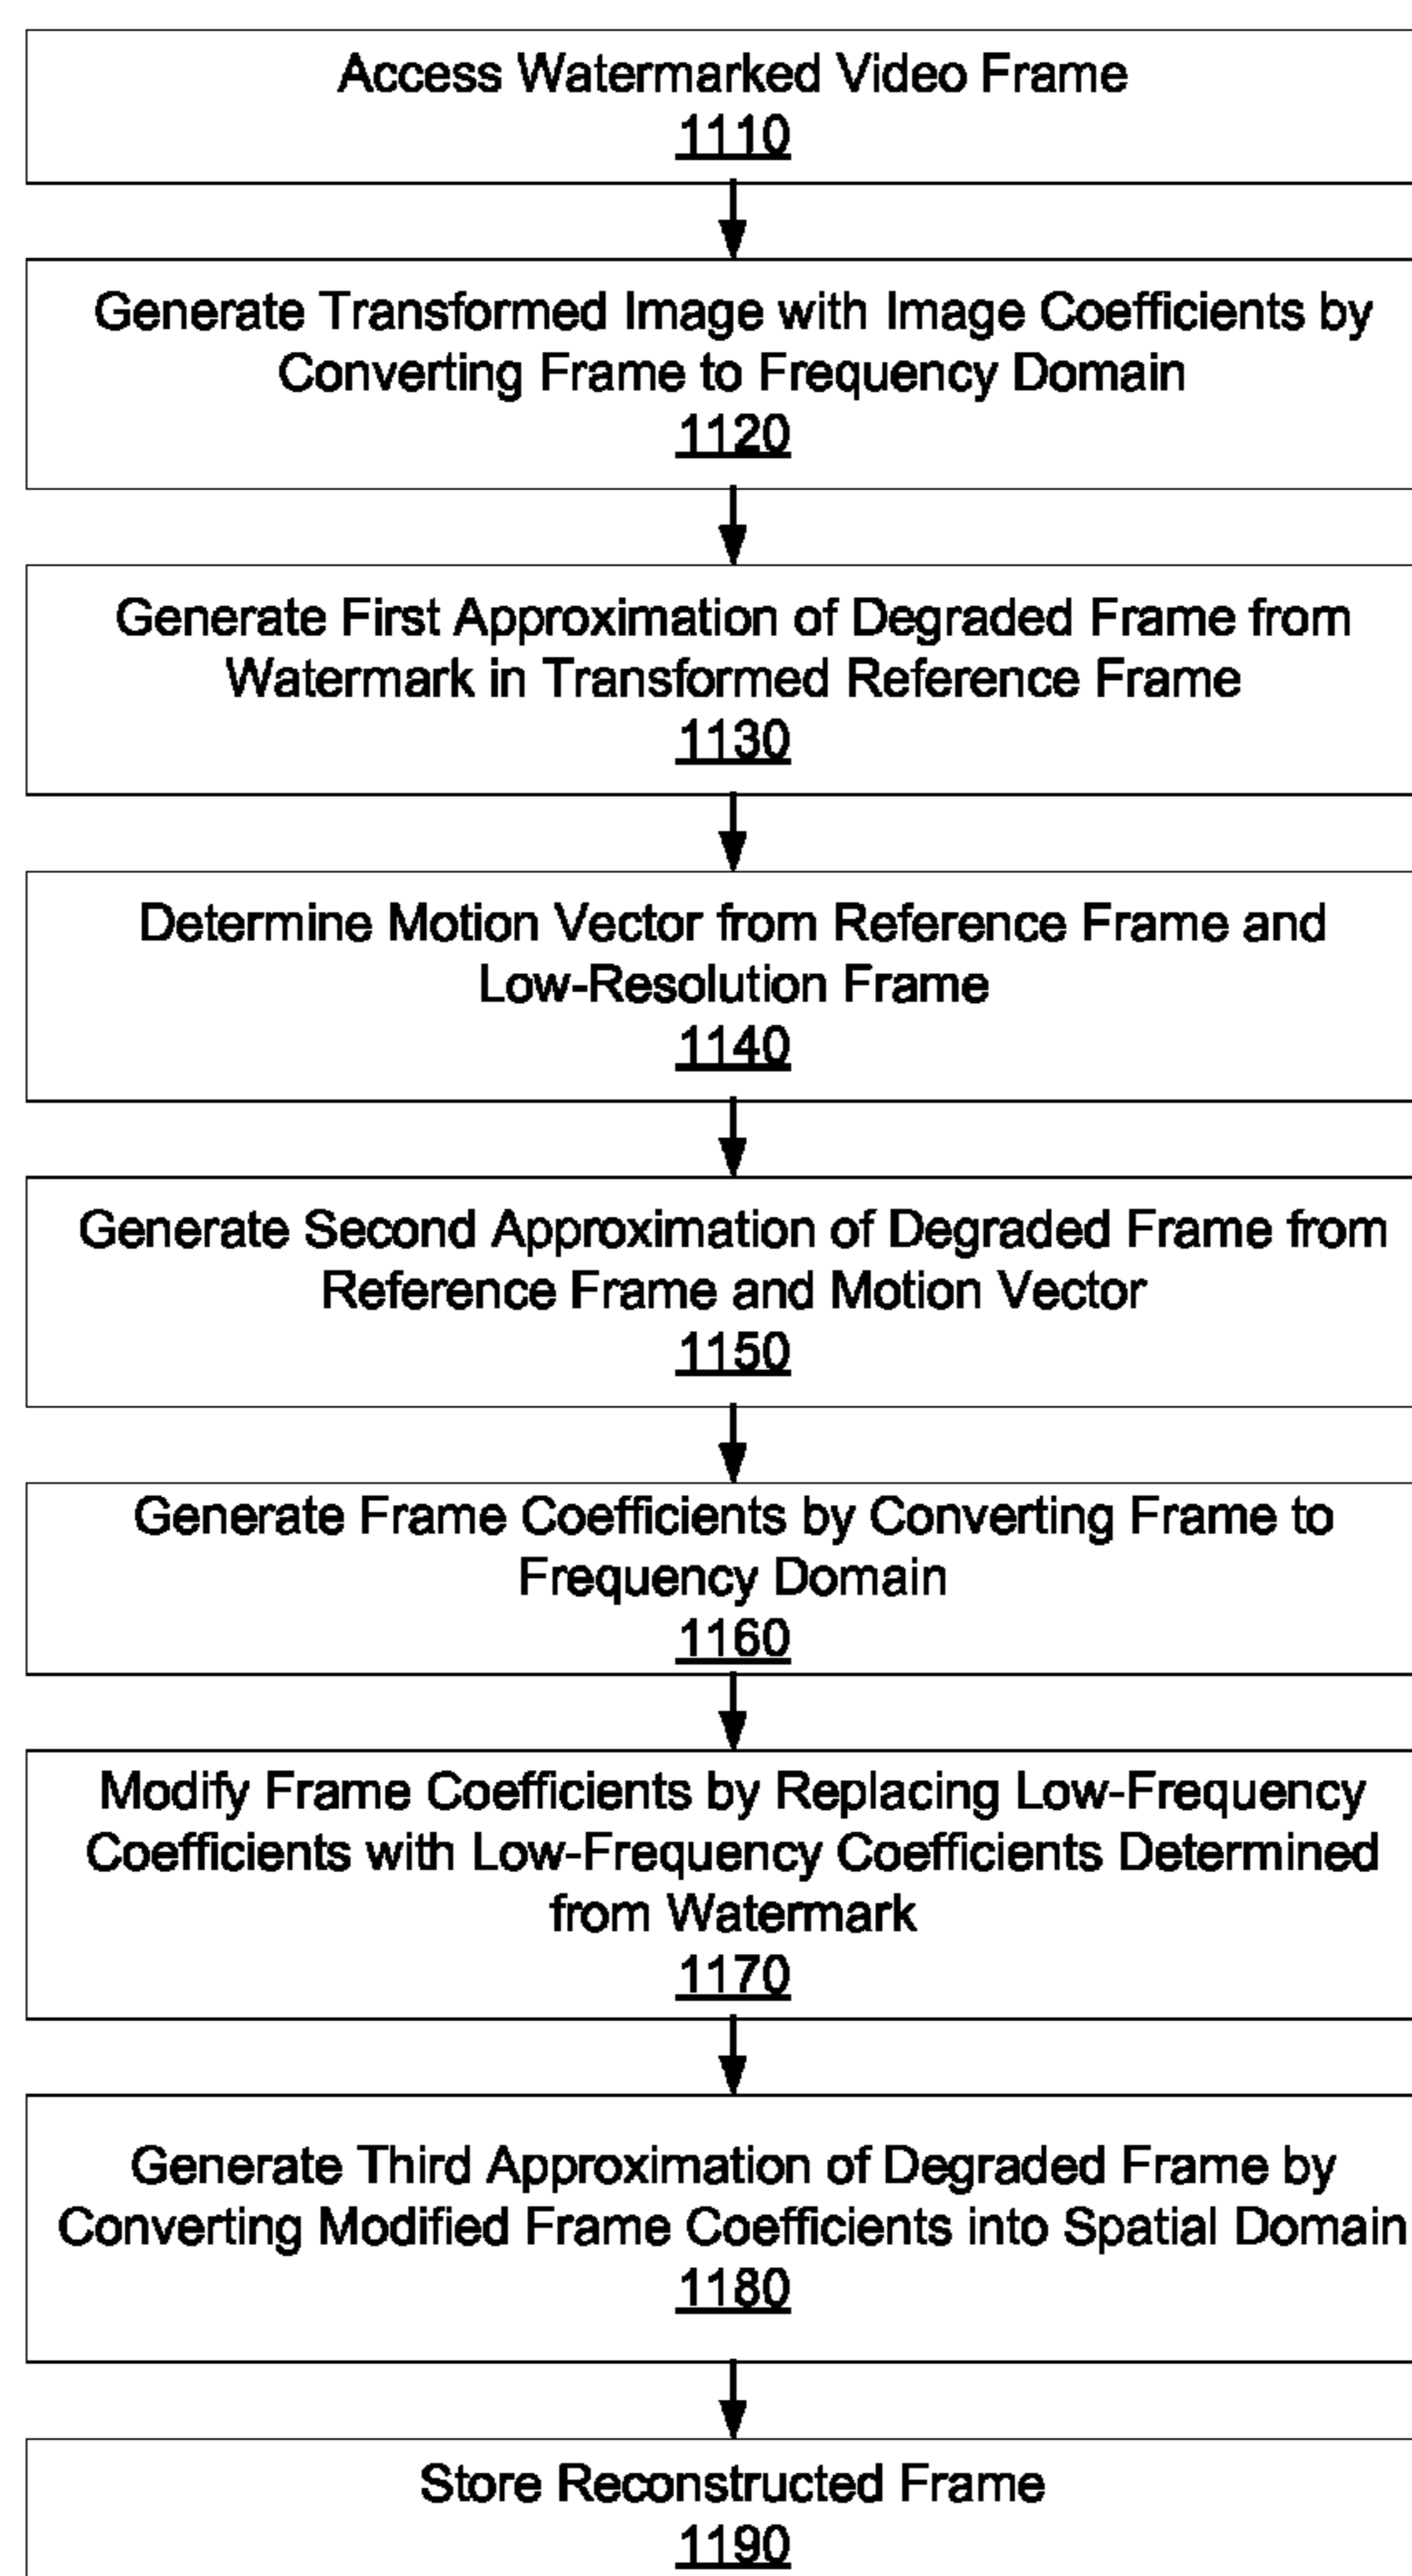 Access Watermarked Video Frame
1110
Generate Transformed Image with Image Coefficients by
Converting Frame to Frequency Domain
1120
Generate First Approximation of Degraded Frame from
Watermark in Transformed Reference Frame
1130
Determine Motion Vector from Reference Frame and
Low-Resolution Frame
1140
Generate Second Approximation of Degraded Frame from
Reference Frame and Motion Vector
1150
Generate Frame Coefficients by Converting Frame to
Frequency Domain
1160
Modify Frame Coefficients by Replacing Low-Frequency
Coefficients with Low-Frequency Coefficients Determined
from Watermark
1170
Generate Third Approximation of Degraded Frame by
Converting Modified Frame Coefficients into Spatial Domain
1180
Store Reconstructed Frame
1190